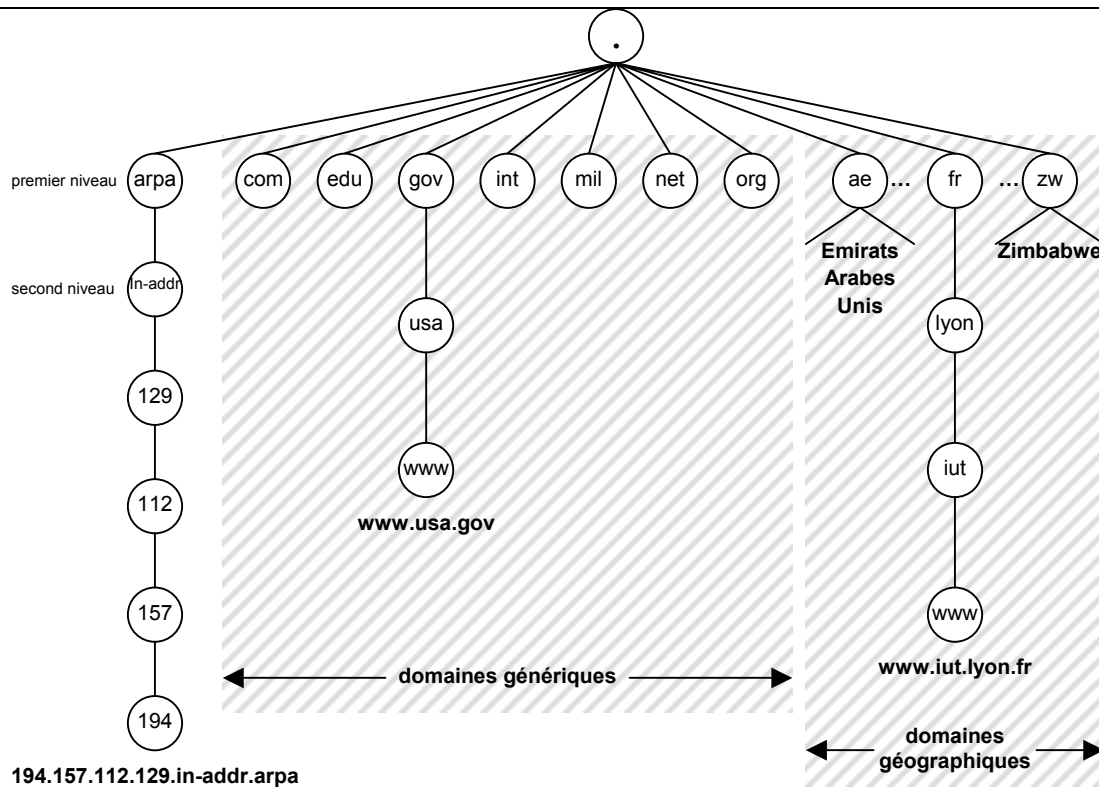 .
premier niveau arpa com edu gov int mil net org ae ... fr ... zw
Emirats
Arabes
Unis
Zimbabwe
second niveau In-addr
usa
lyon
129
www
iut
112
www.usa.gov
157
www
www.iut.lyon.fr
domaines génériques
194
domaines
géographiques
194.157.112.129.in-addr.arpa